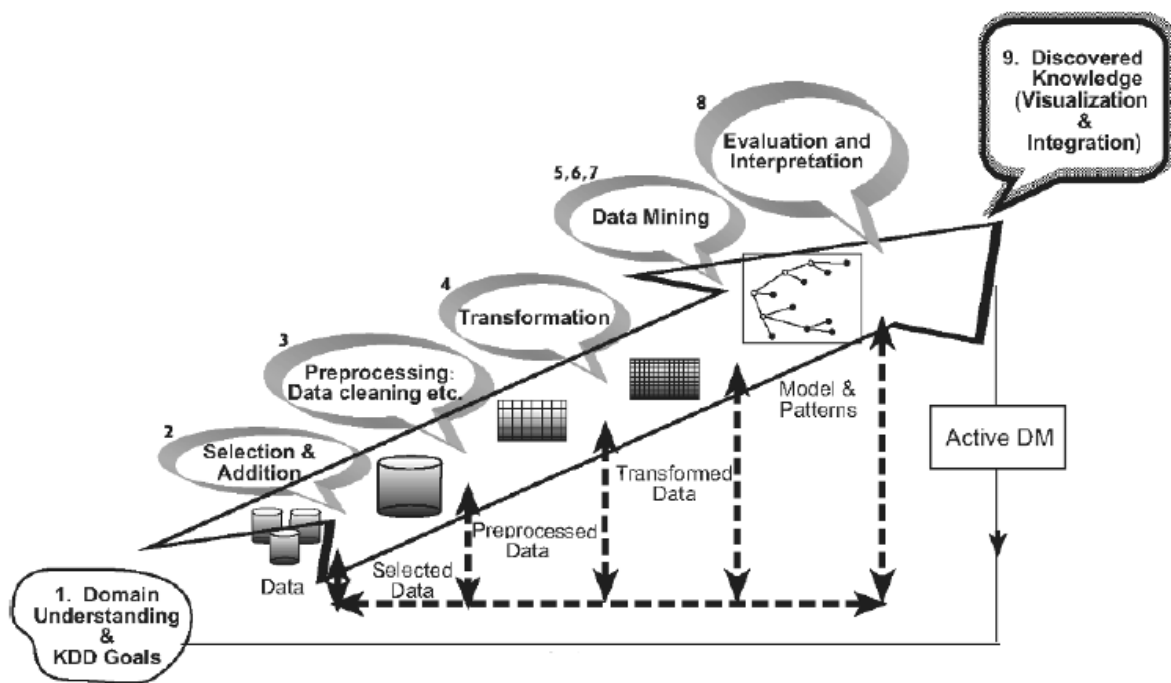 9. Discovered
Knowledge
(Visualization
&
Integration)
8
Evaluation and
Interpretation
5,6,7
Data Mining
4
Transformation
3
Preprocessing:
Data cleaning etc.
2
Selection &
Addition
Model &
Patterns
Active DM
Transformed
Data
Preprocessed
Data
Selected
Data
Data
1. Domain
Understanding
&
KDD Goals